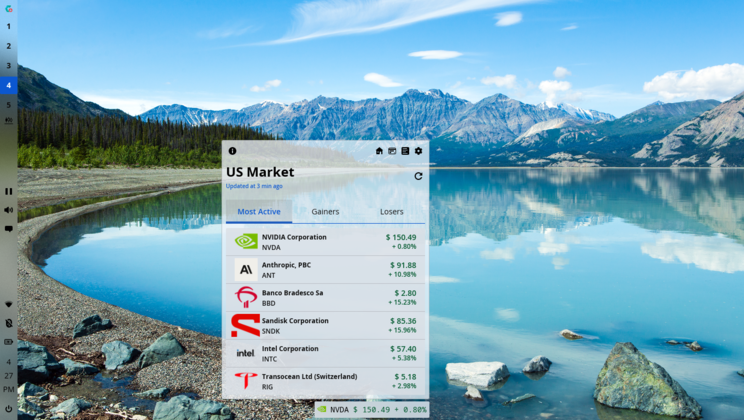 1
2
3
4
5
US Market
Updated at 3 min ago
Most Active Gainers Losers
NVIDIA Corporation $ 150.49
NVDA + 0.80%
Anthropic, PBC $ 91.88
ANT + 10.98%
Banco Bradesco Sa $ 2.80
BBD + 15.23%
Sandisk Corporation $ 85.36
SNDK + 15.96%
intel Intel Corporation $ 57.40
INTC + 5.38%
Transocean Ltd (Switzerland) $ 5.18
RIG + 2.98%
4
27
PM
NVDA $ 150.49 + 0.80%